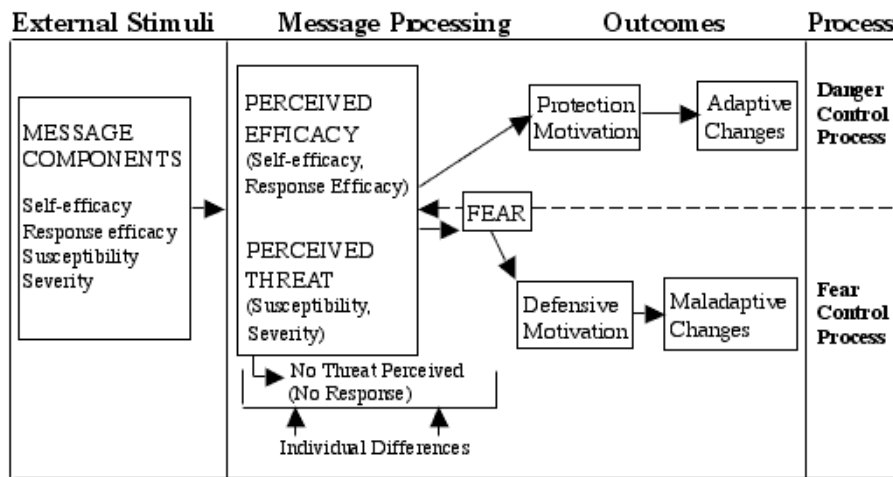 External Stimuli
Message Processing
Outcomes
Process
MESSAGE
COMPONENTS
Self-efficacy
Response efficacy
Susceptibility
Severity
PERCEIVED
EFFICACY
(Self-efficacy,
Response Efficacy)
PERCEIVED
THREAT
(Susceptibility,
Severity)
No Threat Perceived
(No Response)
Individual Differences
Protection
Motivation
Adaptive
Changes
FEAR
Defensive
Motivation
Maladaptive
Changes
Danger
Control
Process
Fear
Control
Process